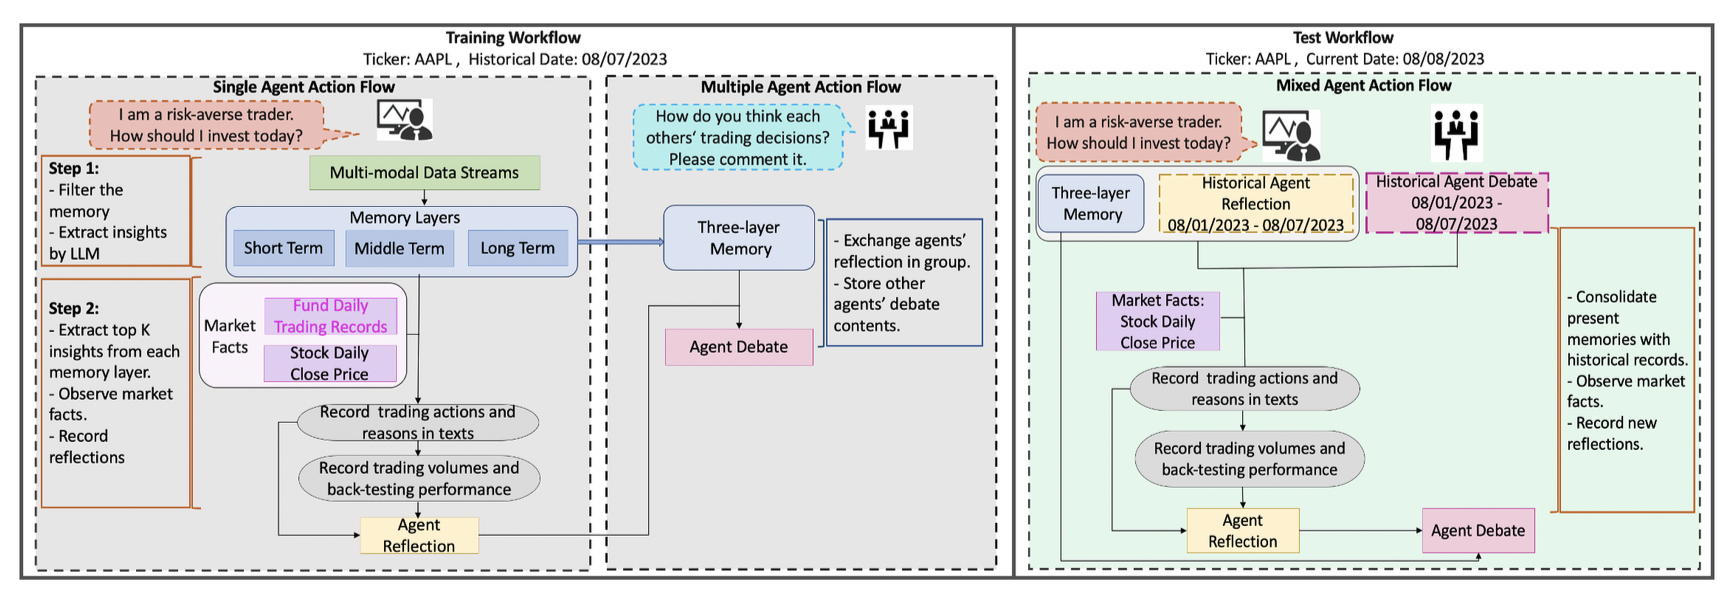 Training Workflow
Ticker: AAPL , Historical Date: 08/07/2023
Single Agent Action Flow
I am a risk-averse trader.
How should I invest today?
Step 1:
- Filter the
memory
- Extract insights
by LLM
Multi-modal Data Streams
Memory Layers
Short Term
Middle Term
Long Term
Step 2:
- Extract top K
insights from each
memory layer.
- Observe market
facts.
- Record
reflections
Market
Facts
Fund Daily
Trading Records
Stock Daily
Close Price
Record trading actions and
reasons in texts
Record trading volumes and
back-testing performance
Agent
Reflection
Multiple Agent Action Flow
How do you think each
others‘ trading decisions?
Please comment it.
Three-layer
Memory
- Exchange agents’
reflection in group.
- Store other
agents’ debate
contents.
Agent Debate
Test Workflow
Ticker: AAPL , Current Date: 08/08/2023
Mixed Agent Action Flow
I am a risk-averse trader.
How should I invest today?
Three-layer
Memory
Historical Agent
Reflection
08/01/2023 - 08/07/2023
Historical Agent Debate
08/01/2023 -
08/07/2023
Market Facts:
Stock Daily
Close Price
Record trading actions and
reasons in texts
Record trading volumes and
back-testing performance
Agent
Reflection
Agent Debate
- Consolidate
present
memories with
historical records.
- Observe market
facts.
- Record new
reflections.